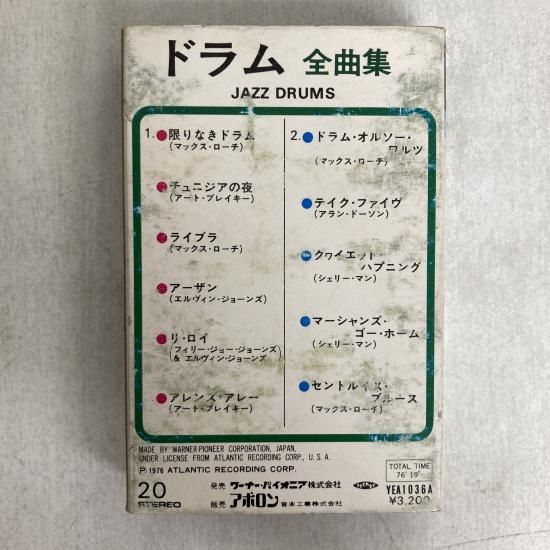 ドラム 全曲集
JAZZ DRUMS
1.●限りなきドラム
(マックス・ローチ)
●チュニジアの夜
(アート・ブレイキー)
●ライブラ
(マックス・ローチ)
●アーザン
(エルヴィン・ジョーンズ)
●リ・ロイ
(フィリー・ジョー・ジョーンズ)
& エルヴィン・ジョーンズ
●アレンズ・アレー
(アート・ブレイキー)
2.●ドラム・オルソー・
ワルツ
(マックス・ローチ)
●テイク・ファイヴ
(アラン・ドーソン)
●クヮイエット・
ハプニング
(シェリー・マン)
●マーシャンズ・
ゴー・ホーム
(シェリー・マン)
●セントルイス・
ブルース
(マックス・ローチ)
MADE BY WARNER-PIONEER CORPORATION, JAPAN,
UNDER LICENSE FROM ATLANTIC RECORDING CORP., U. S. A.
Ⓟ 1976 ATLANTIC RECORDING CORP.
TOTAL TIME
76' 19"
20
STEREO
発売 ワーナー・パイオニア株式会社
販売 アポロン 音楽工業株式会社
YEA1036A
¥3,200